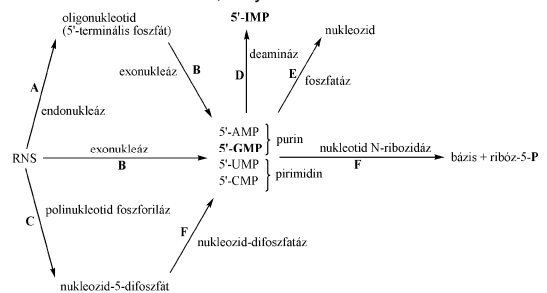 oligonukleotid
(5'-terminális foszfát)
5'-IMP
nukleozid
deamináz
exonukleáz
B
D
E
foszfatáz
A
endonukleáz
5'-AMP
5'-GMP
purin
5'-UMP
5'-CMP
pirimidin
RNS
exonukleáz
B
nukleotid N-ribozidáz
F
bázis + ribóz-5-P
C
polinukleotid foszforiláz
F
nukleozid-difoszfatáz
nukleozid-5-difoszfát